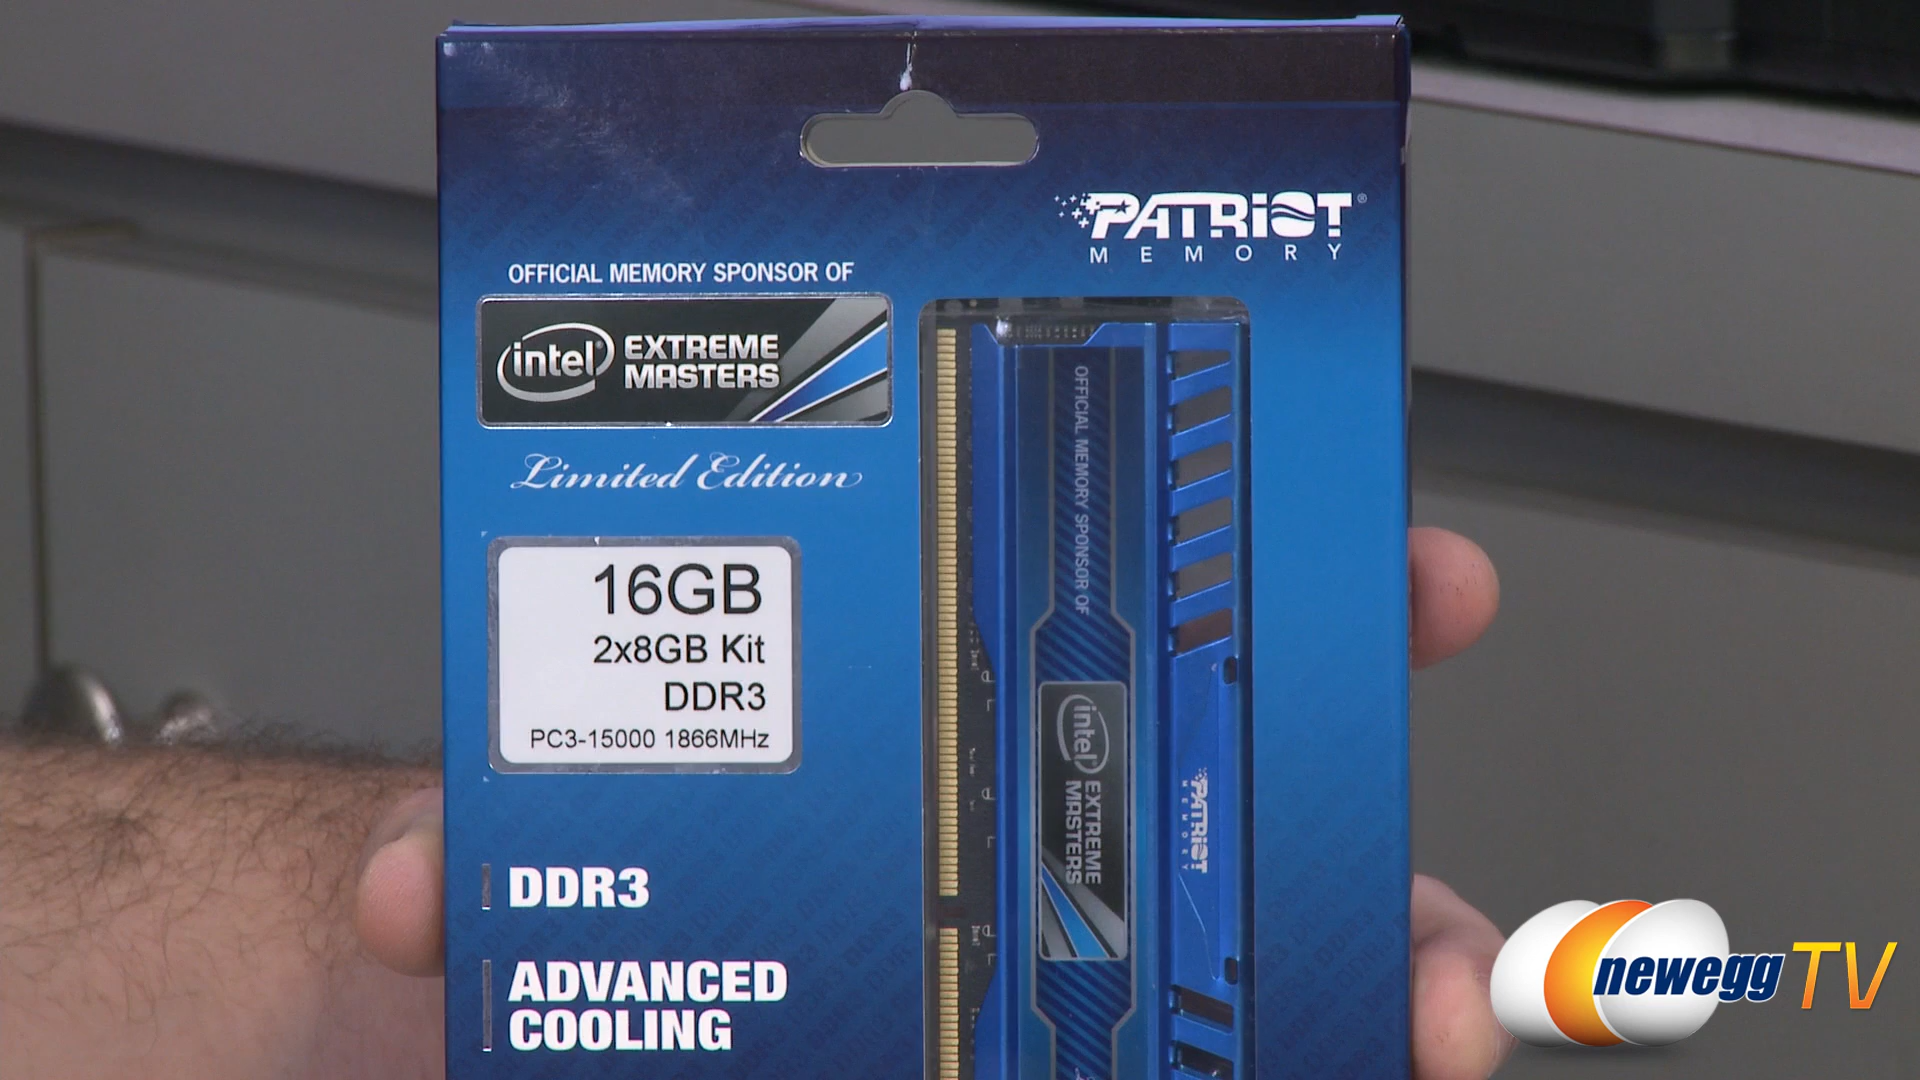 PATRiOT®
MEMORY
OFFICIAL MEMORY SPONSOR OF
intel® EXTREME
MASTERS
Limited Edition
16GB
2x8GB Kit
DDR3
PC3-15000 1866MHz
DDR3
ADVANCED
COOLING
OFFICIAL MEMORY SPONSOR OF
intel EXTREME
MASTERS
PATRiOT
MEMORY
newegg TV